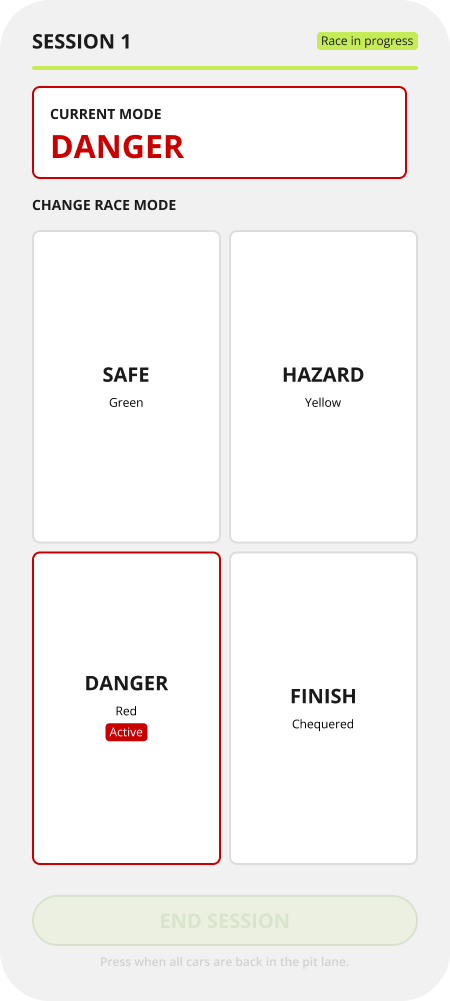 SESSION 1
Race in progress
CURRENT MODE
DANGER
CHANGE RACE MODE
SAFE
Green
HAZARD
Yellow
DANGER
Red
Active
FINISH
Chequered
END SESSION
Press when all cars are back in the pit lane.